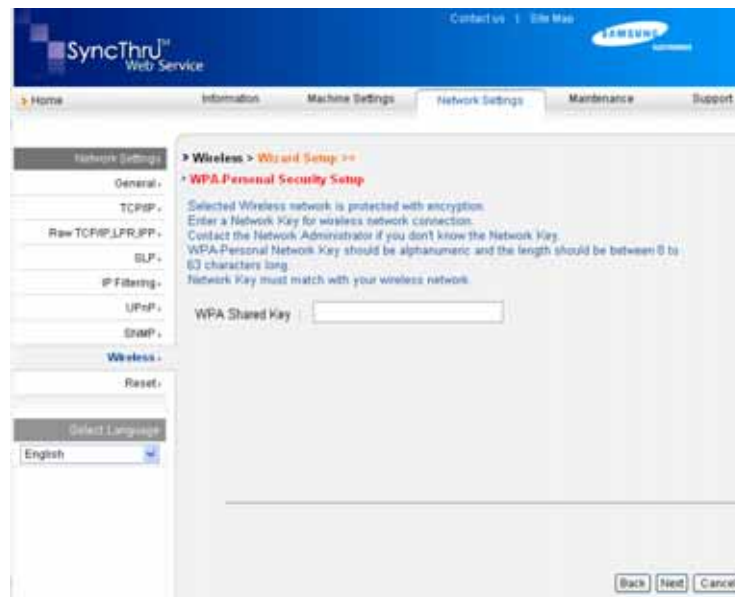 Contact us | Site Map
SAMSUNG
ELECTRONICS
SyncThru™
Web Service
Home
Information
Machine Settings
Network Settings
Maintenance
Support
Network Settings
General
TCP/IP
Raw TCP/IP,LPR,IPP
SLP
IP Filtering
UPnP
SNMP
Wireless
Reset
Select Language
English
Wireless > Wizard Setup >>
WPA-Personal Security Setup
Selected Wireless network is protected with encryption.
Enter a Network Key for wireless network connection.
Contact the Network Administrator if you don't know the Network Key.
WPA-Personal Network Key should be alphanumeric and the length should be between 8 to
63 characters long.
Network Key must match with your wireless network.
WPA Shared Key :
Back Next Cancel